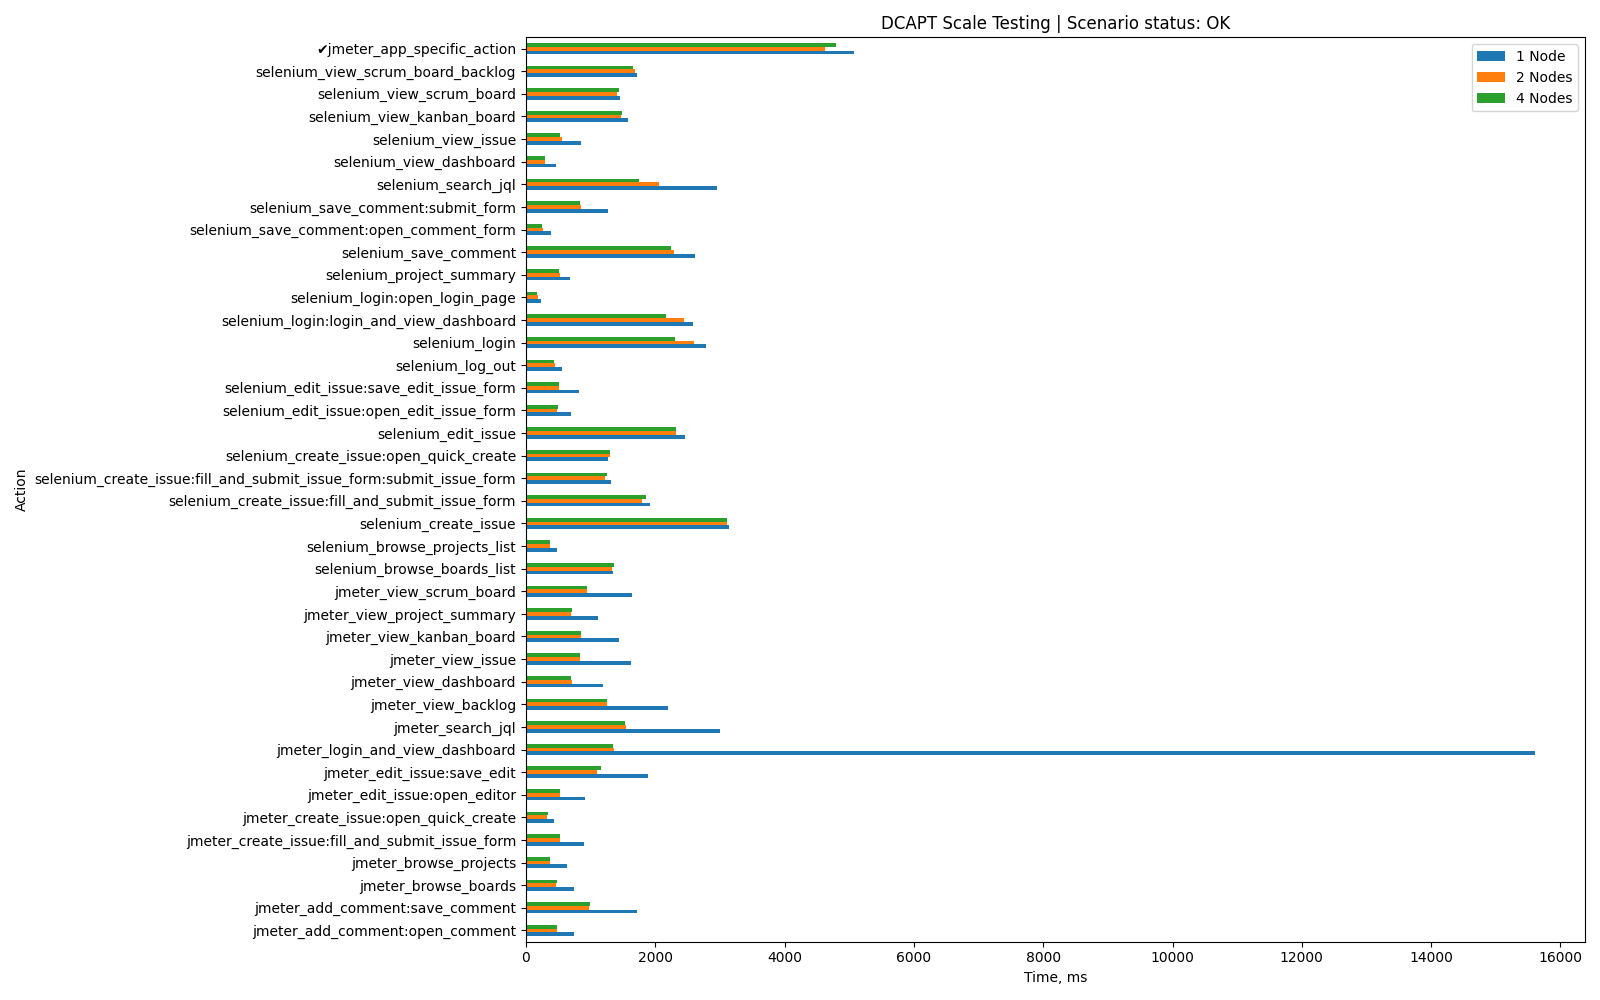 DCAPT Scale Testing | Scenario status: OK
✔jmeter_app_specific_action
selenium_view_scrum_board_backlog
selenium_view_scrum_board
selenium_view_kanban_board
selenium_view_issue
selenium_view_dashboard
selenium_search_jql
selenium_save_comment:submit_form
selenium_save_comment:open_comment_form
selenium_save_comment
selenium_project_summary
selenium_login:open_login_page
selenium_login:login_and_view_dashboard
selenium_login
selenium_log_out
selenium_edit_issue:save_edit_issue_form
selenium_edit_issue:open_edit_issue_form
selenium_edit_issue
selenium_create_issue:open_quick_create
selenium_create_issue:fill_and_submit_issue_form:submit_issue_form
selenium_create_issue:fill_and_submit_issue_form
selenium_create_issue
selenium_browse_projects_list
selenium_browse_boards_list
jmeter_view_scrum_board
jmeter_view_project_summary
jmeter_view_kanban_board
jmeter_view_issue
jmeter_view_dashboard
jmeter_view_backlog
jmeter_search_jql
jmeter_login_and_view_dashboard
jmeter_edit_issue:save_edit
jmeter_edit_issue:open_editor
jmeter_create_issue:open_quick_create
jmeter_create_issue:fill_and_submit_issue_form
jmeter_browse_projects
jmeter_browse_boards
jmeter_add_comment:save_comment
jmeter_add_comment:open_comment
Action
1 Node
2 Nodes
4 Nodes
0 2000 4000 6000 8000 10000 12000 14000 16000
Time, ms